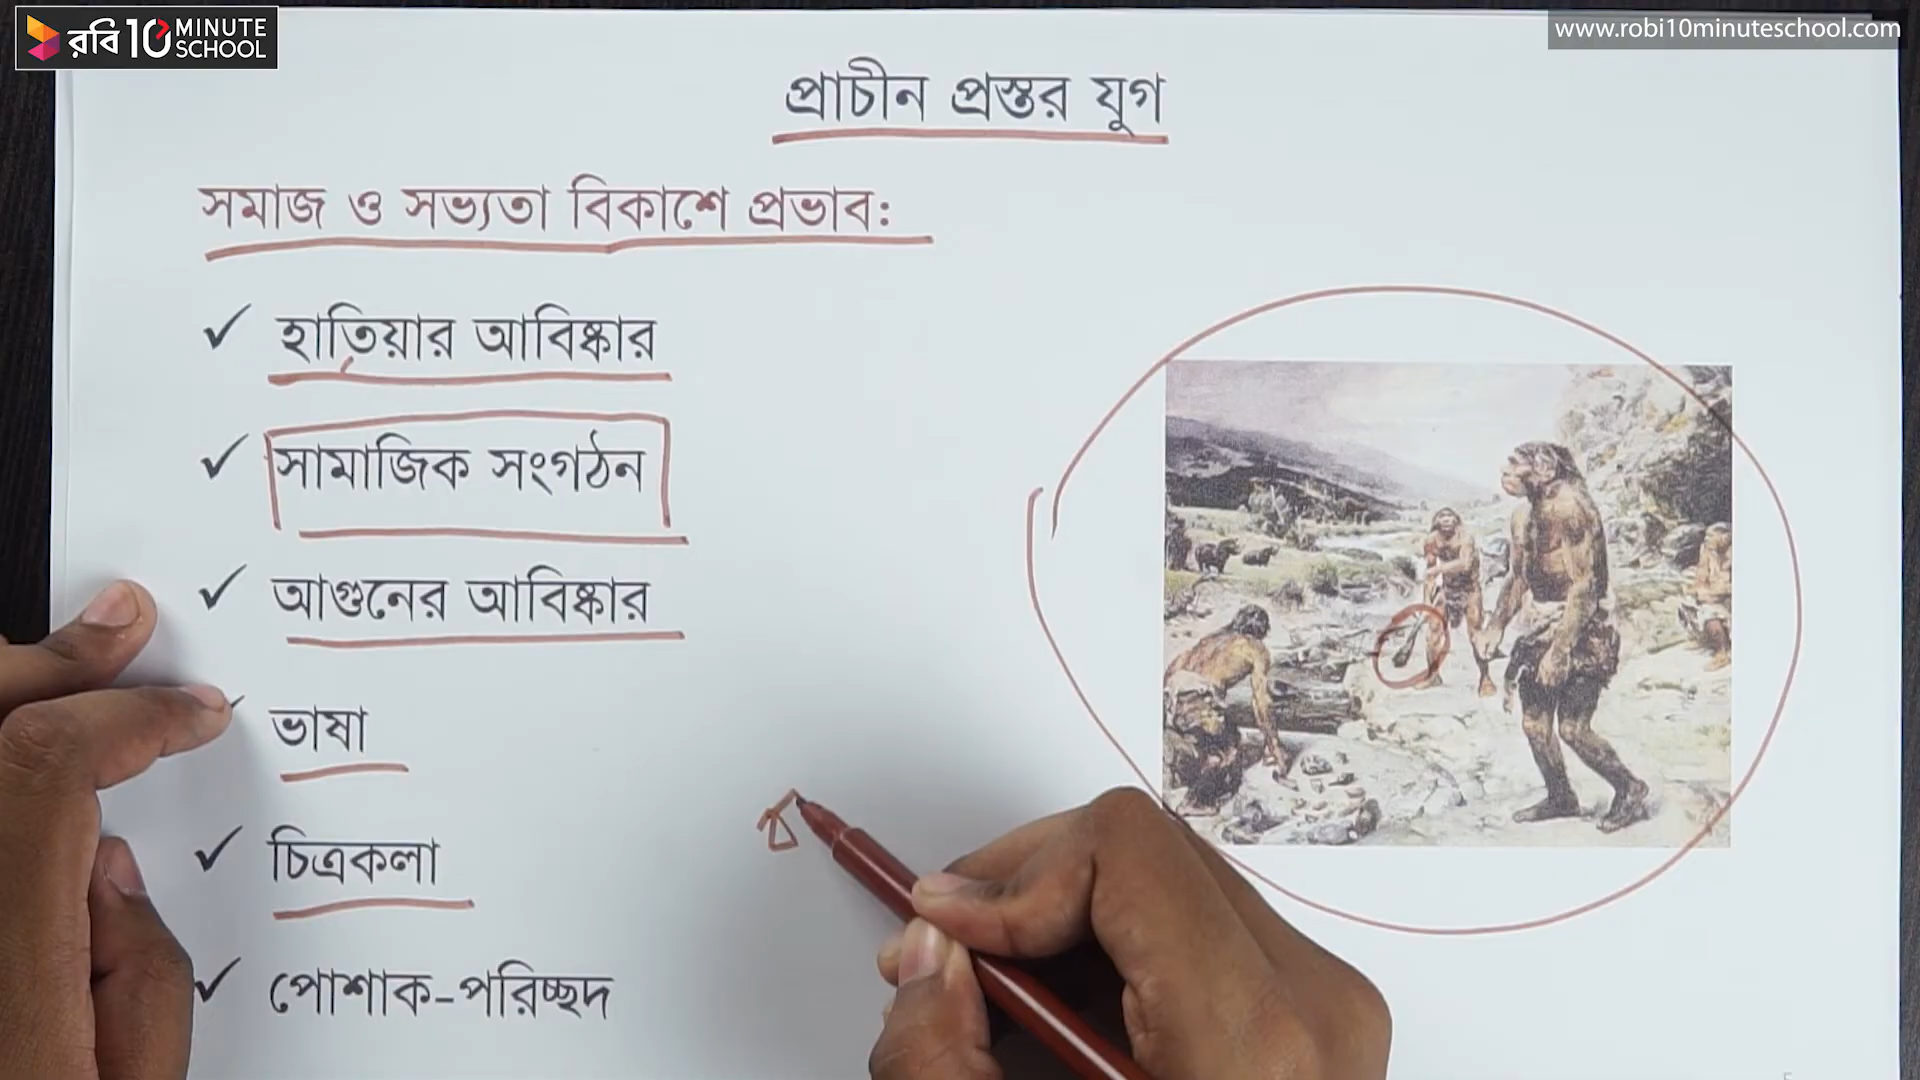 রবি 10 MINUTE SCHOOL
www.robi10minuteschool.com
প্রাচীন প্রস্তর যুগ
সমাজ ও সভ্যতা বিকাশে প্রভাব:
✓ হাতিয়ার আবিষ্কার
✓ সামাজিক সংগঠন
✓ আগুনের আবিষ্কার
ভাষা
✓ চিত্রকলা
✓ পোশাক-পরিচ্ছদ